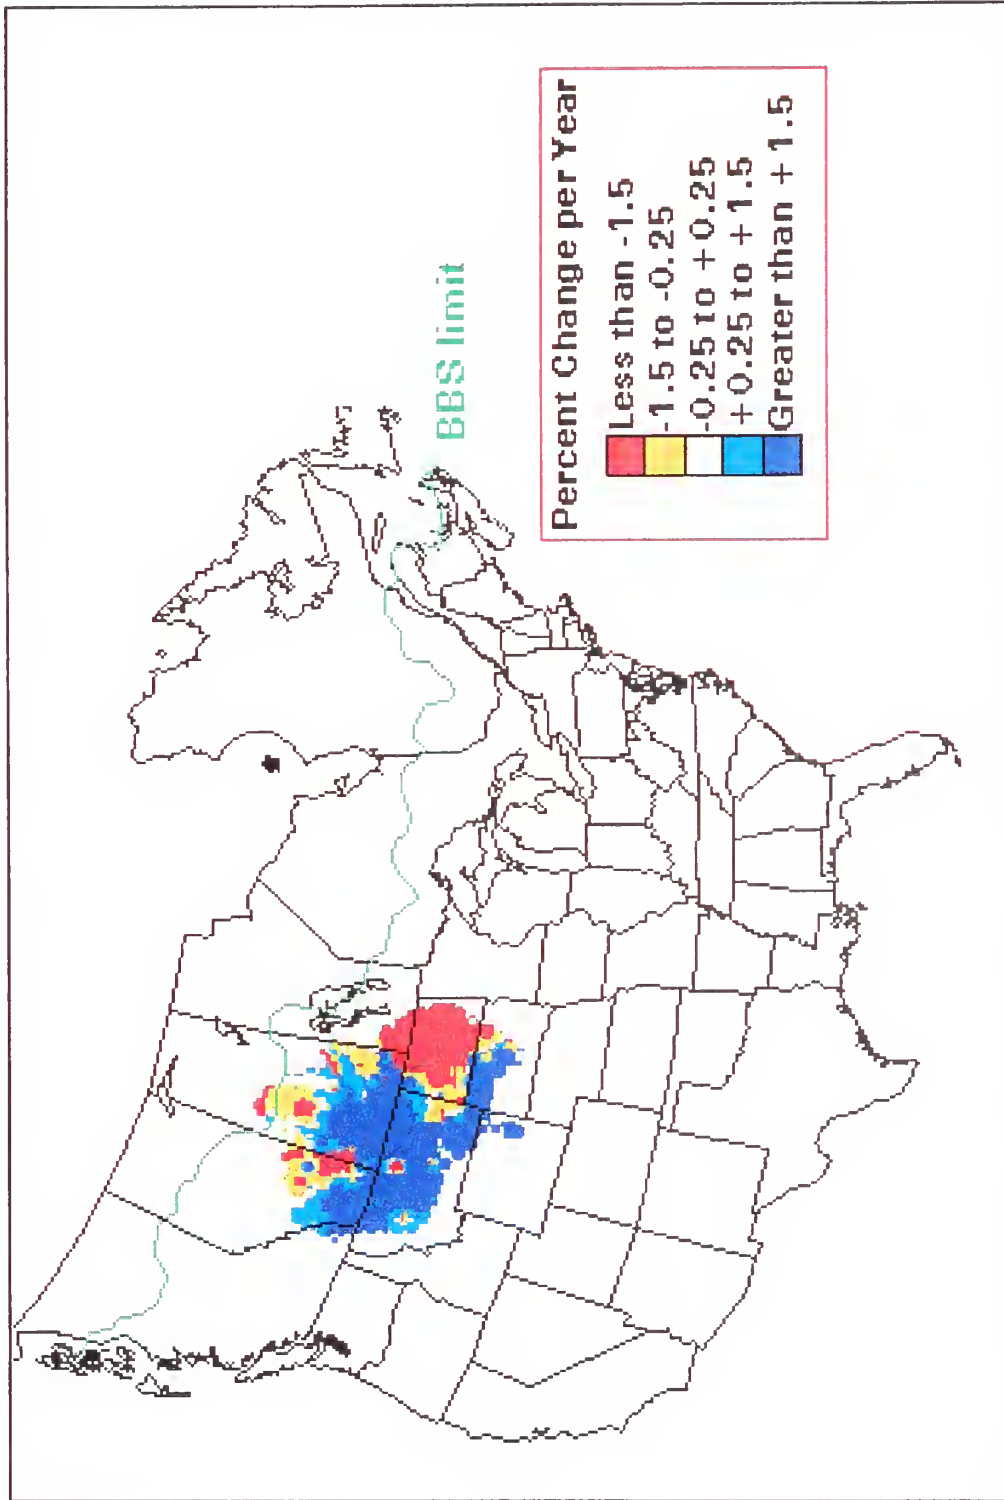 BBS limit
Percent Change per Year
Less than -1.5
-1.5 to -0.25
-0.25 to +0.25
+0.25 to +1.5
Greater than +1.5